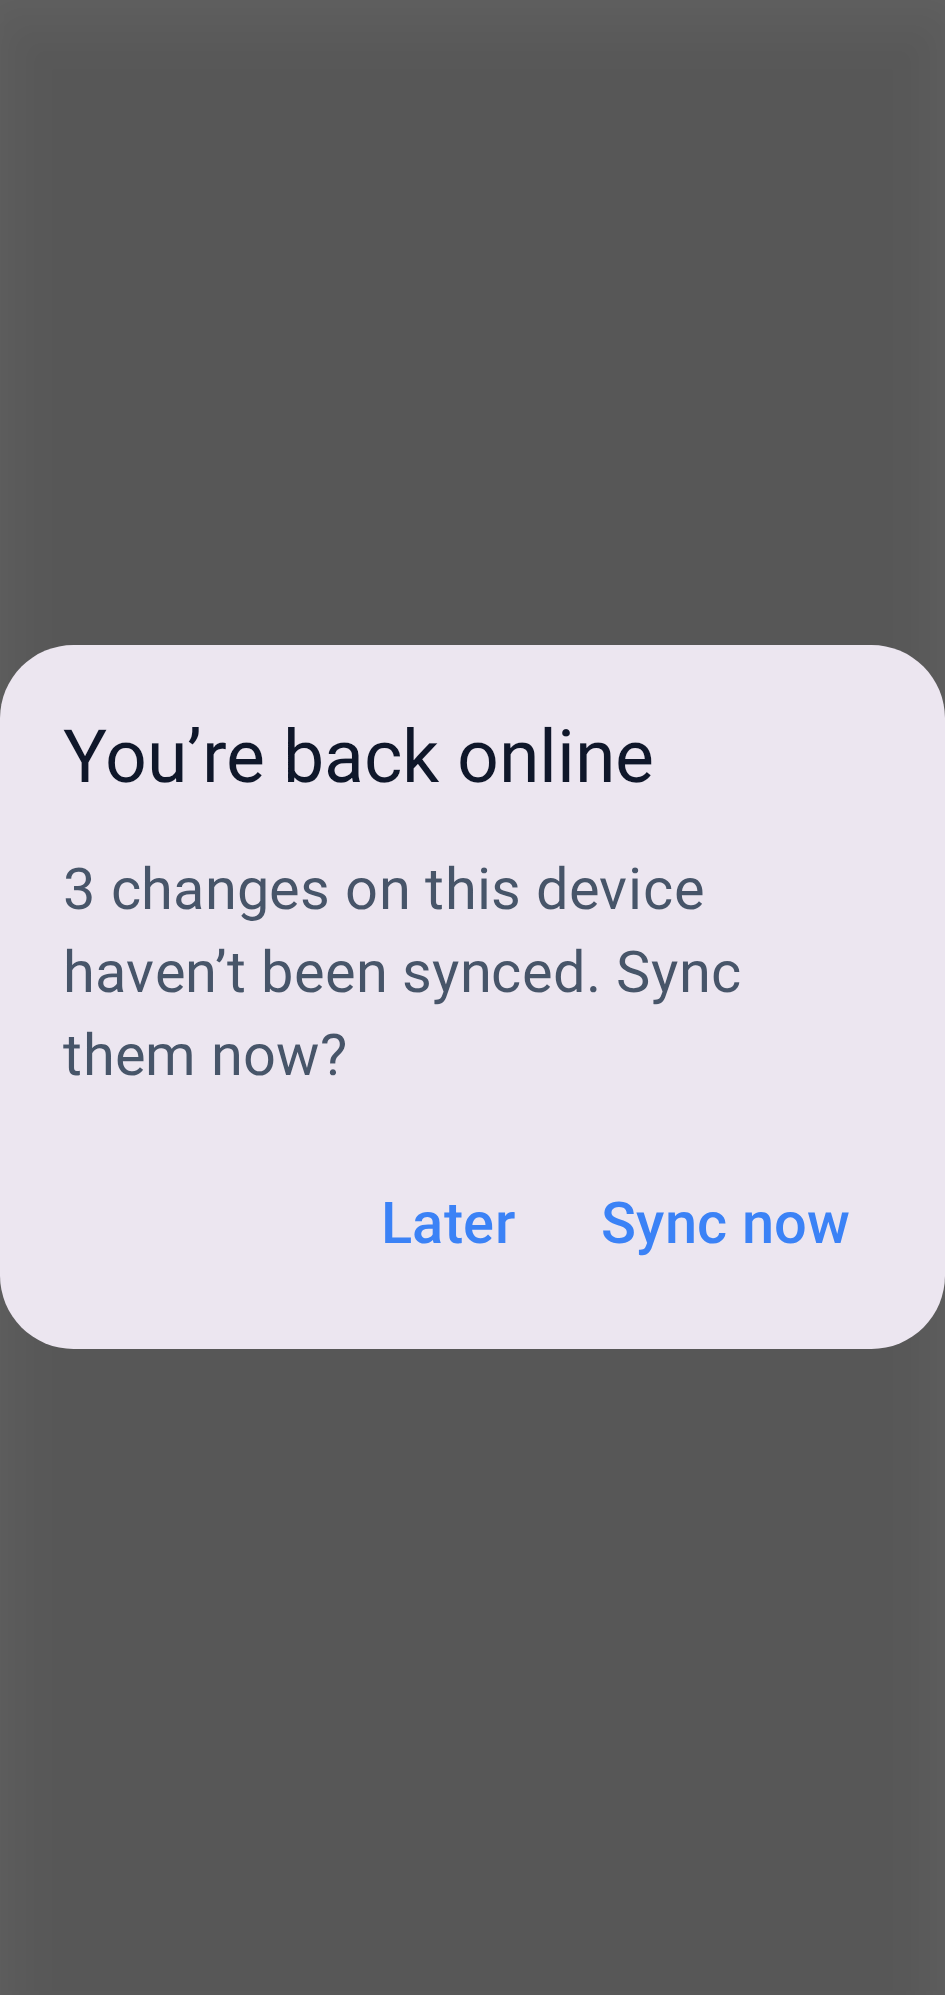 You’re back online
3 changes on this device
haven’t been synced. Sync
them now?
Later Sync now